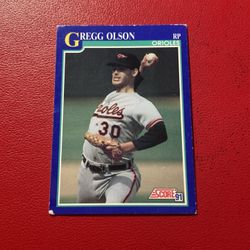 GREGG OLSON RP
ORIOLES
Orioles
30
SCORE 91